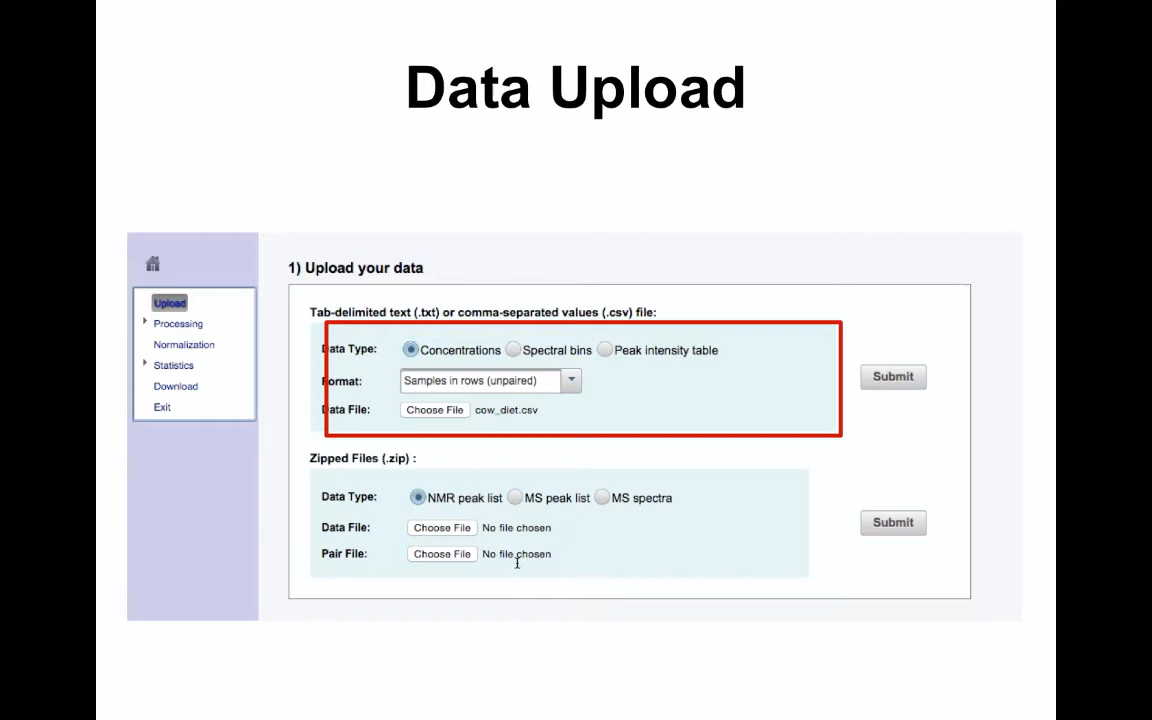 Data Upload
1) Upload your data
Upload
Processing
Normalization
Statistics
Download
Exit
Tab-delimited text (.txt) or comma-separated values (.csv) file:
Data Type: Concentrations Spectral bins Peak intensity table
Format: Samples in rows (unpaired)
Data File: Choose File cow_diet.csv
Submit
Zipped Files (.zip) :
Data Type: NMR peak list MS peak list MS spectra
Data File: Choose File No file chosen
Pair File: Choose File No file chosen
Submit